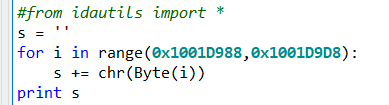 #from idautils import *
s = ''
for i in range(0x1001D988,0x1001D9D8):
    s += chr(Byte(i))
print s